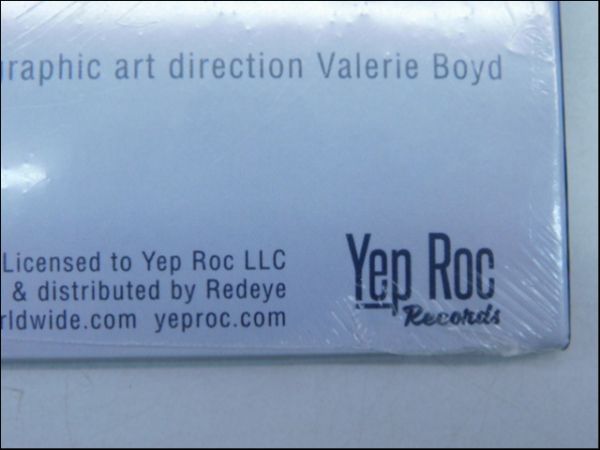 graphic art direction Valerie Boyd
Licensed to Yep Roc LLC
& distributed by Redeye
rldwide.com yeproc.com
Yep Roc
Records